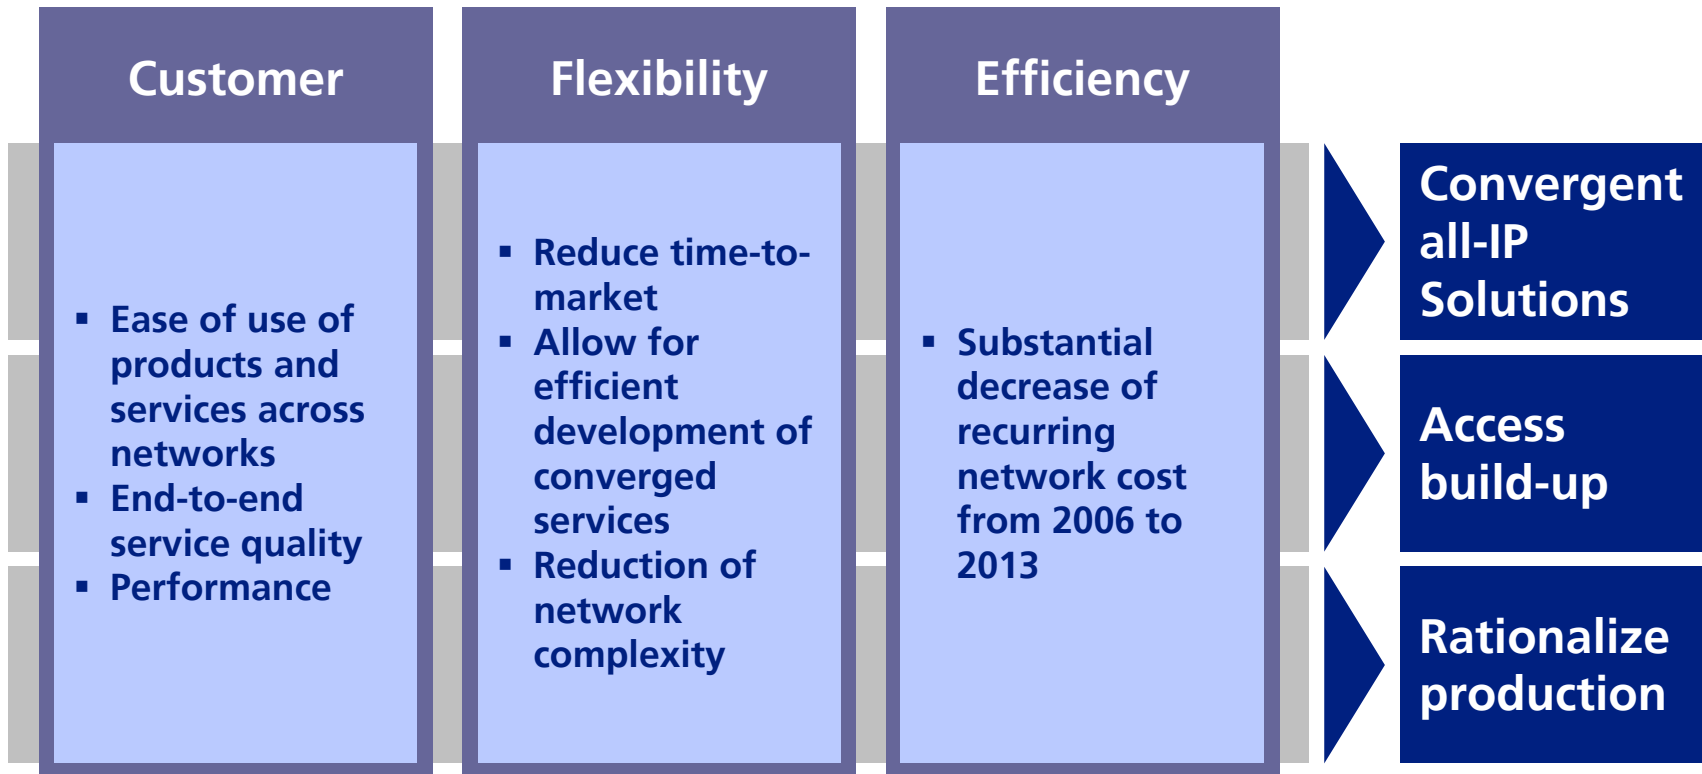 Customer
▪ Ease of use of
products and
services across
networks
▪ End-to-end
service quality
▪ Performance
Flexibility
▪ Reduce time-to-
market
▪ Allow for
efficient
development of
converged
services
▪ Reduction of
network
complexity
Efficiency
▪ Substantial
decrease of
recurring
network cost
from 2006 to
2013
Convergent
all-IP
Solutions
Access
build-up
Rationalize
production